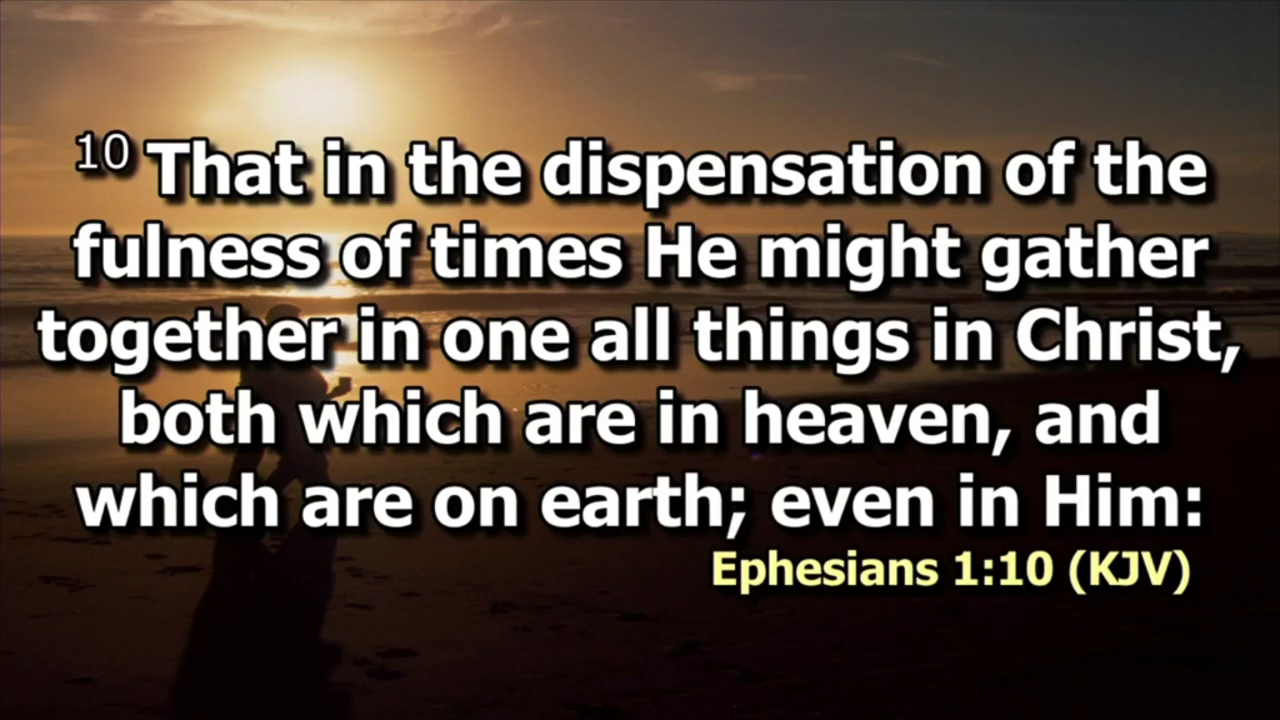 10 That in the dispensation of the
fulness of times He might gather
together in one all things in Christ,
both which are in heaven, and
which are on earth; even in Him:
Ephesians 1:10 (KJV)